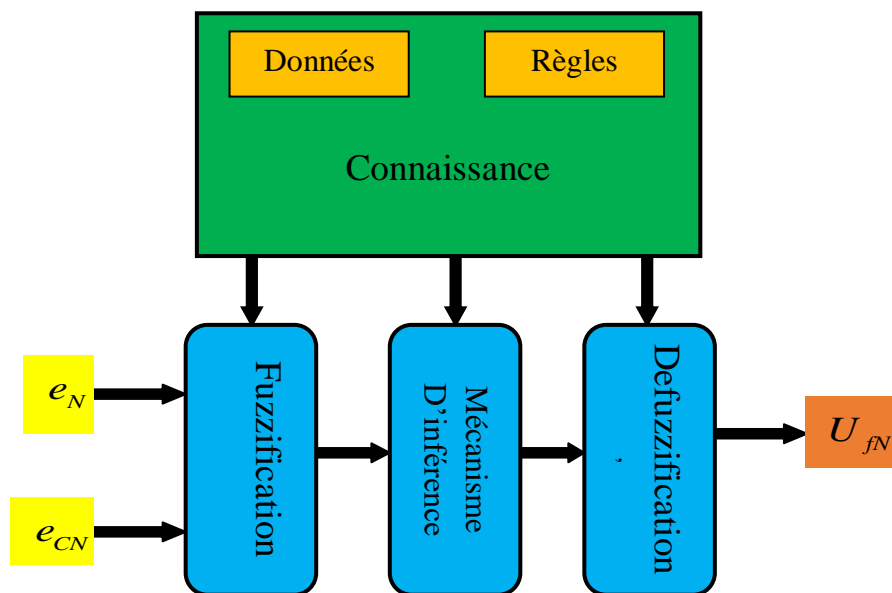 Données
Règles
Connaissance
e_N
e_CN
Fuzzification
Mécanisme
D'inférence
Defuzzification
,
U_fN